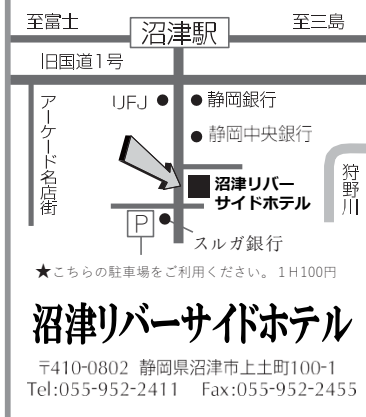 至富士
沼津駅
至三島
旧国道1号
アーケード名店街
UFJ
静岡銀行
静岡中央銀行
沼津リバー
サイドホテル
狩野川
P
スルガ銀行
★こちらの駐車場をご利用ください。1H100円
沼津リバーサイドホテル
〒410-0802 静岡県沼津市上土町100-1
Tel:055-952-2411 Fax:055-952-2455